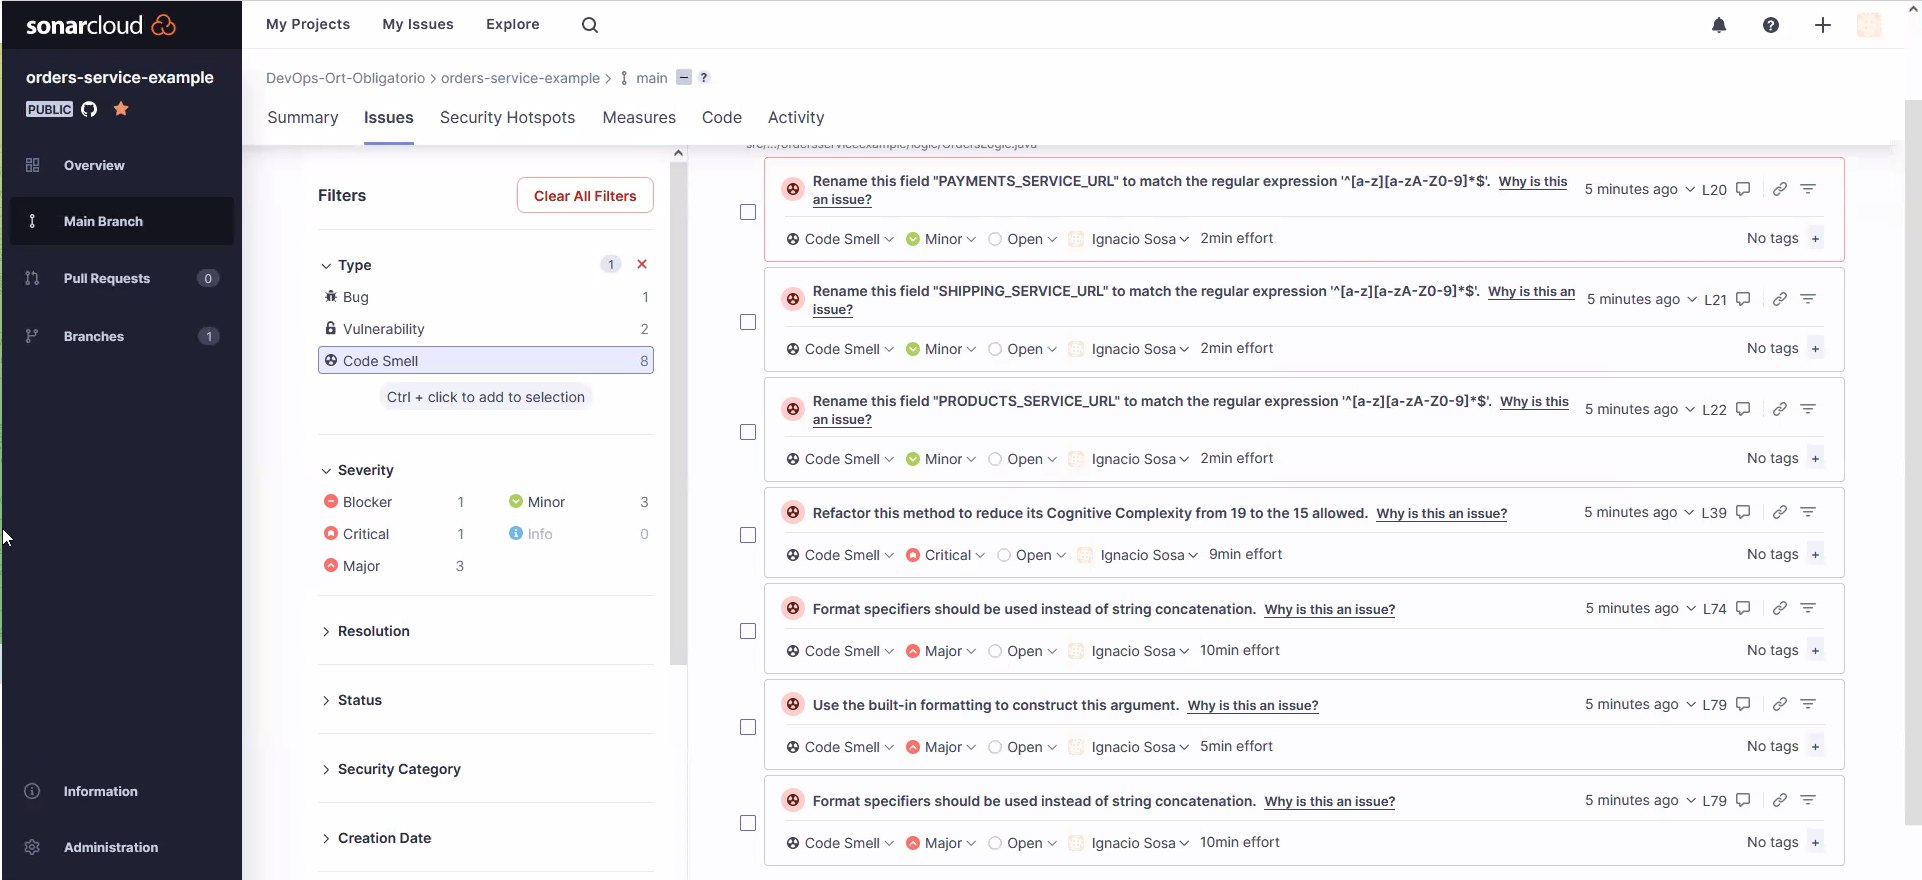 sonarcloud
My Projects My Issues Explore
orders-service-example
PUBLIC
DevOps-Ort-Obligatorio > orders-service-example > main ?
Summary Issues Security Hotspots Measures Code Activity
Overview
Main Branch
Pull Requests 0
Branches 1
Information
Administration
Filters Clear All Filters
Type 1
Bug 1
Vulnerability 2
Code Smell 8
Ctrl + click to add to selection
Severity
Blocker 1 Minor 3
Critical 1 Info 0
Major 3
Resolution
Status
Security Category
Creation Date
src/.../ordersserviceexample/logic/OrdersLogic.java
Rename this field "PAYMENTS_SERVICE_URL" to match the regular expression '^[a-z][a-zA-Z0-9]*$'. Why is this
an issue?
5 minutes ago L20
Code Smell Minor Open Ignacio Sosa 2min effort No tags +
Rename this field "SHIPPING_SERVICE_URL" to match the regular expression '^[a-z][a-zA-Z0-9]*$'. Why is this an
issue?
5 minutes ago L21
Code Smell Minor Open Ignacio Sosa 2min effort No tags +
Rename this field "PRODUCTS_SERVICE_URL" to match the regular expression '^[a-z][a-zA-Z0-9]*$'. Why is this
an issue?
5 minutes ago L22
Code Smell Minor Open Ignacio Sosa 2min effort No tags +
Refactor this method to reduce its Cognitive Complexity from 19 to the 15 allowed. Why is this an issue? 5 minutes ago L39
Code Smell Critical Open Ignacio Sosa 9min effort No tags +
Format specifiers should be used instead of string concatenation. Why is this an issue? 5 minutes ago L74
Code Smell Major Open Ignacio Sosa 10min effort No tags +
Use the built-in formatting to construct this argument. Why is this an issue? 5 minutes ago L79
Code Smell Major Open Ignacio Sosa 5min effort No tags +
Format specifiers should be used instead of string concatenation. Why is this an issue? 5 minutes ago L79
Code Smell Major Open Ignacio Sosa 10min effort No tags +